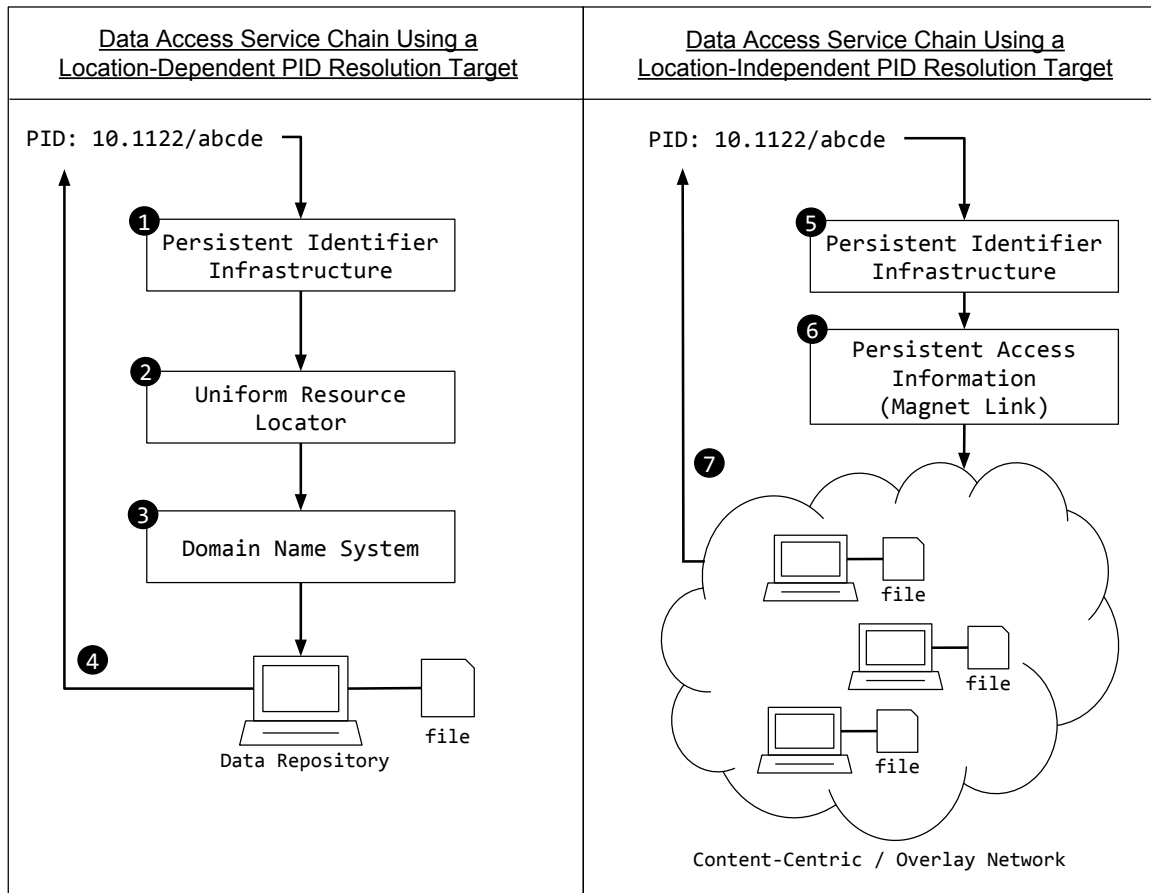 Data Access Service Chain Using a
Location-Dependent PID Resolution Target
PID: 10.1122/abcde
1
Persistent Identifier
Infrastructure
2
Uniform Resource
Locator
3
Domain Name System
4
file
Data Repository
Data Access Service Chain Using a
Location-Independent PID Resolution Target
PID: 10.1122/abcde
5
Persistent Identifier
Infrastructure
6
Persistent Access
Information
(Magnet Link)
7
file
file
file
Content-Centric / Overlay Network